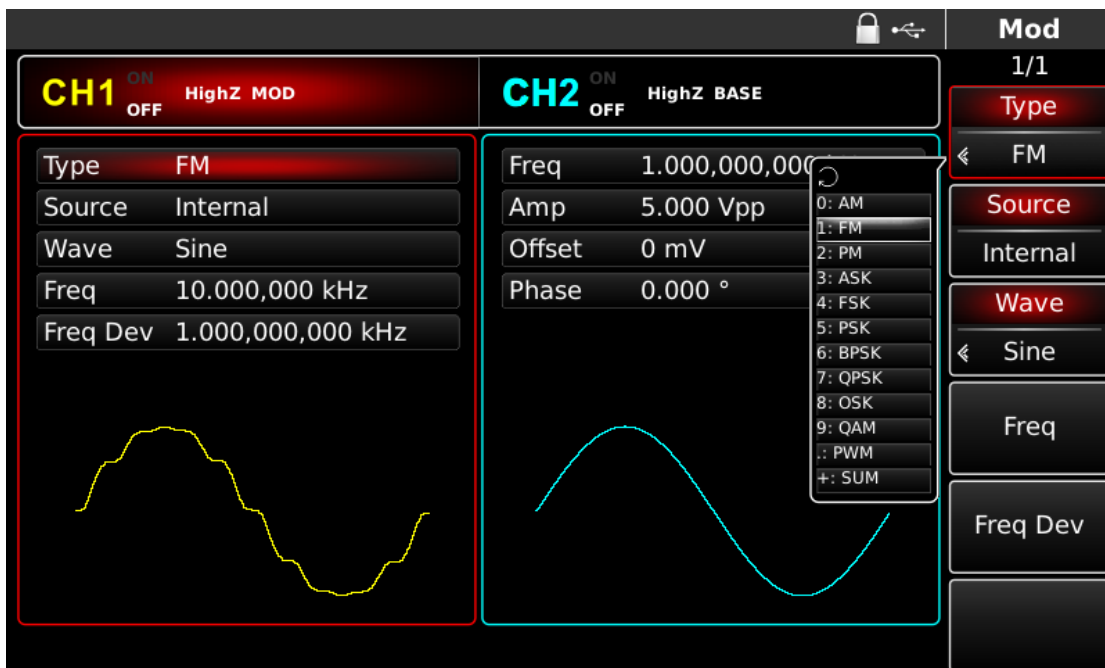 Mod
1/1
CH1 ON OFF HighZ MOD
CH2 ON OFF HighZ BASE
Type FM
Source Internal
Wave Sine
Freq 10.000,000 kHz
Freq Dev 1.000,000,000 kHz
Freq 1.000,000,000
Amp 5.000 Vpp
Offset 0 mV
Phase 0.000 °
0: AM
1: FM
2: PM
3: ASK
4: FSK
5: PSK
6: BPSK
7: QPSK
8: OSK
9: QAM
.: PWM
+: SUM
Type
FM
Source
Internal
Wave
Sine
Freq
Freq Dev